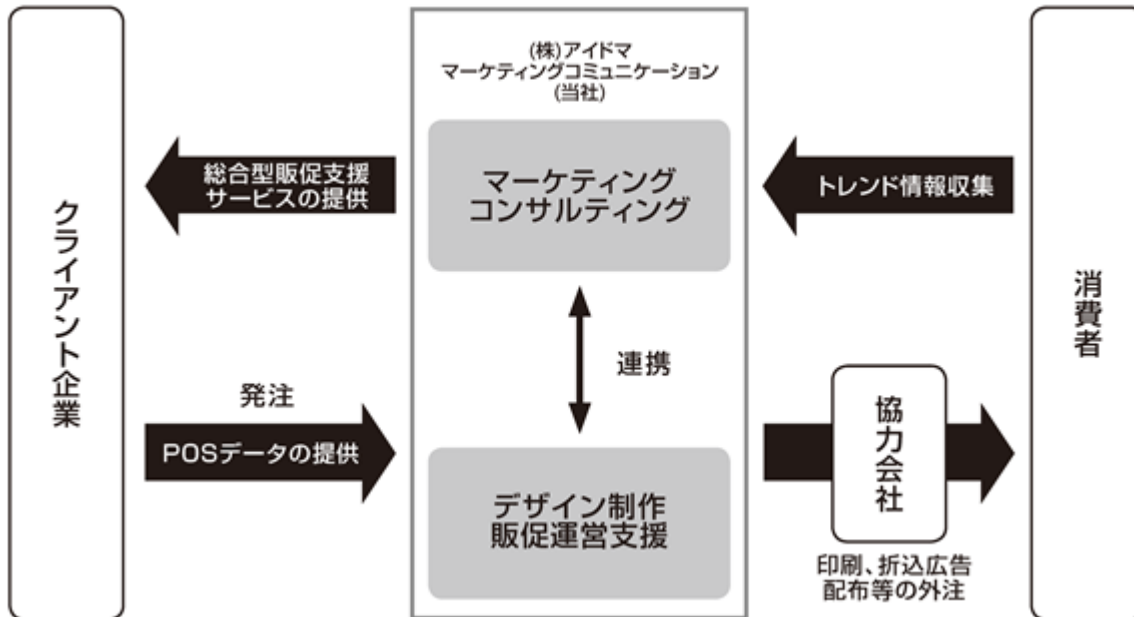 クライアント企業
総合型販促支援
サービスの提供
発注
POSデータの提供
(株)アイドマ
マーケティングコミュニケーション
(当社)
マーケティング
コンサルティング
連携
デザイン制作
販促運営支援
トレンド情報収集
協力会社
印刷、折込広告
配布等の外注
消費者